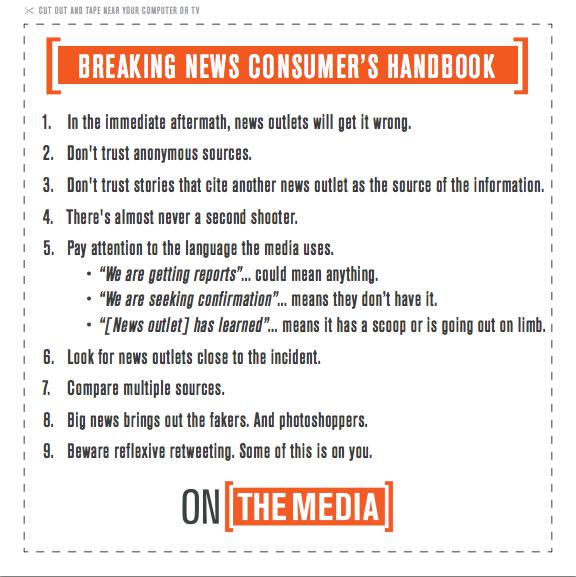 CUT OUT AND TAPE NEAR YOUR COMPUTER OR TV
BREAKING NEWS CONSUMER'S HANDBOOK
1. In the immediate aftermath, news outlets will get it wrong.
2. Don't trust anonymous sources.
3. Don't trust stories that cite another news outlet as the source of the information.
4. There's almost never a second shooter.
5. Pay attention to the language the media uses.
• "We are getting reports"... could mean anything.
• "We are seeking confirmation"... means they don't have it.
• "[News outlet] has learned"... means it has a scoop or is going out on limb.
6. Look for news outlets close to the incident.
7. Compare multiple sources.
8. Big news brings out the fakers. And photoshoppers.
9. Beware reflexive retweeting. Some of this is on you.
ON [THE MEDIA]